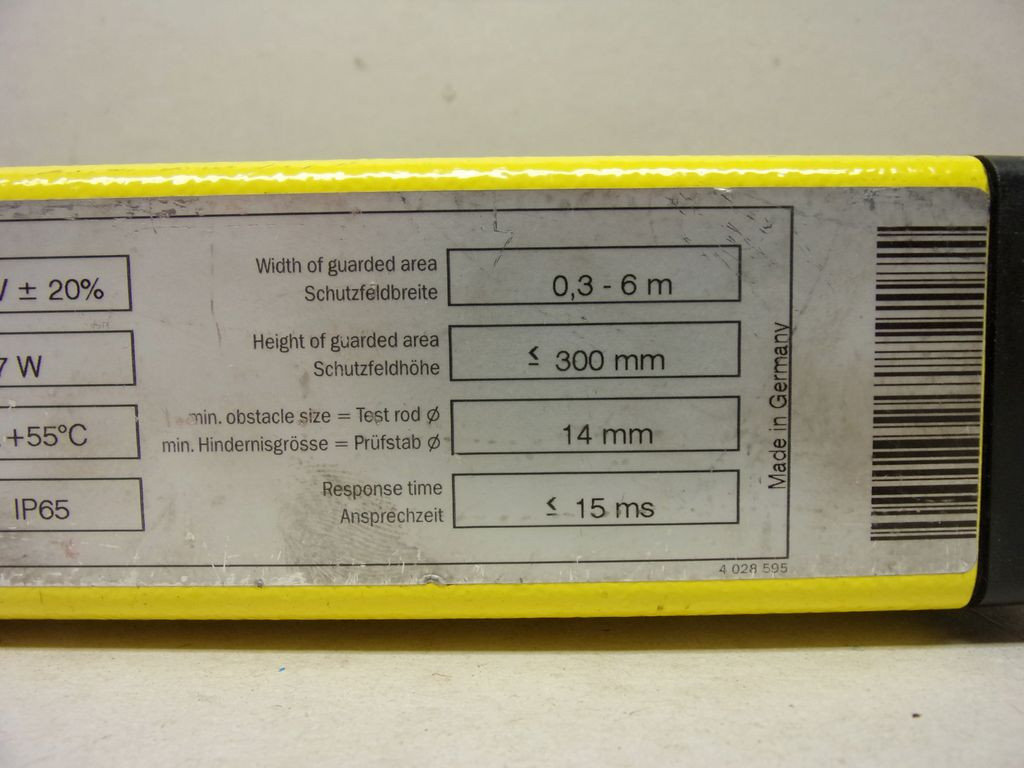 ± 20%
W
+55°C
IP65
Width of guarded area
Schutzfeldbreite
0,3 - 6 m
Height of guarded area
Schutzfeldhöhe
≤ 300 mm
min. obstacle size = Test rod Ø
min. Hindernisgrösse = Prüfstab Ø
14 mm
Response time
Ansprechzeit
≤ 15 ms
Made in Germany
4 028 595